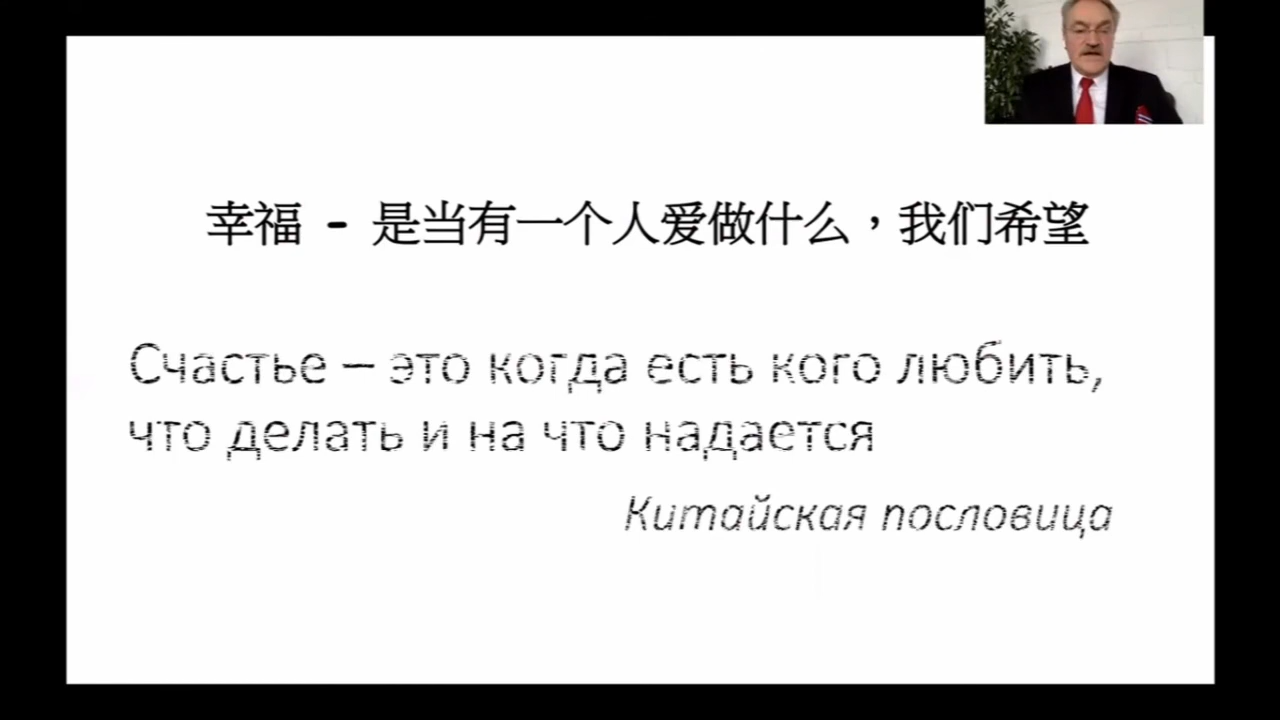 幸福 - 是当有一个人爱做什么，我们希望
Счастье – это когда есть кого любить,
что делать и на что надается
Китайская пословица